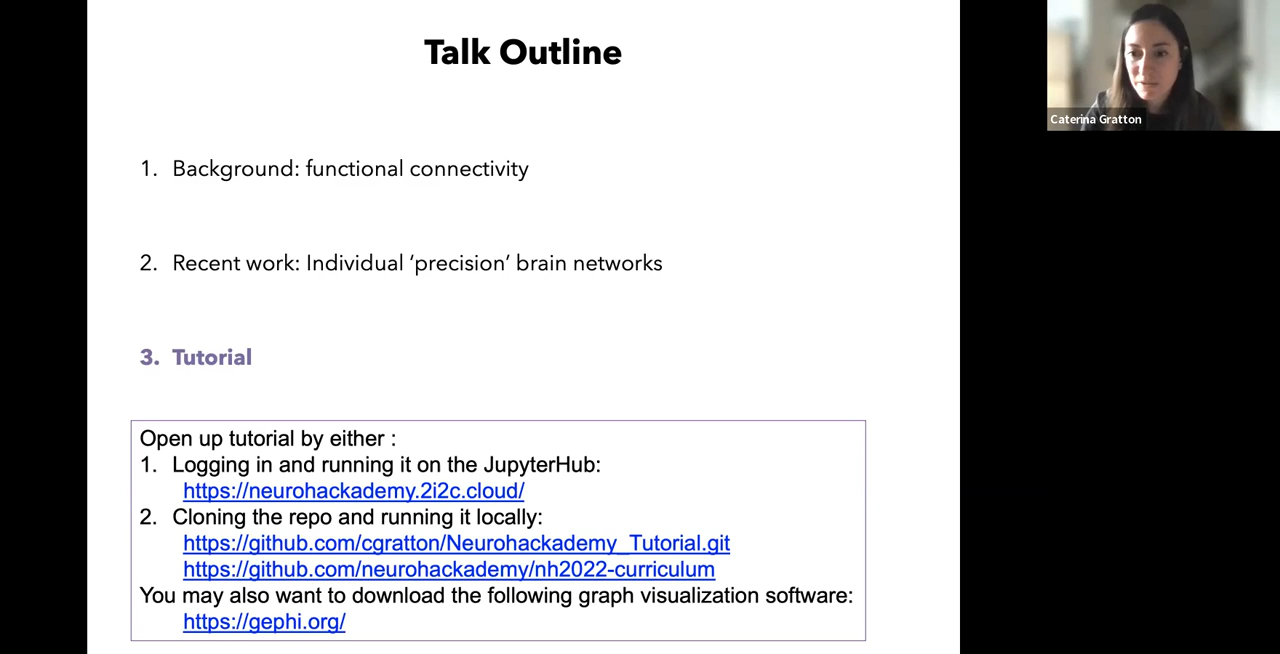 Talk Outline
Caterina Gratton
1. Background: functional connectivity
2. Recent work: Individual ‘precision’ brain networks
3. Tutorial
Open up tutorial by either :
1. Logging in and running it on the JupyterHub:
https://neurohackademy.2i2c.cloud/
2. Cloning the repo and running it locally:
https://github.com/cgratton/Neurohackademy_Tutorial.git
https://github.com/neurohackademy/nh2022-curriculum
You may also want to download the following graph visualization software:
https://gephi.org/